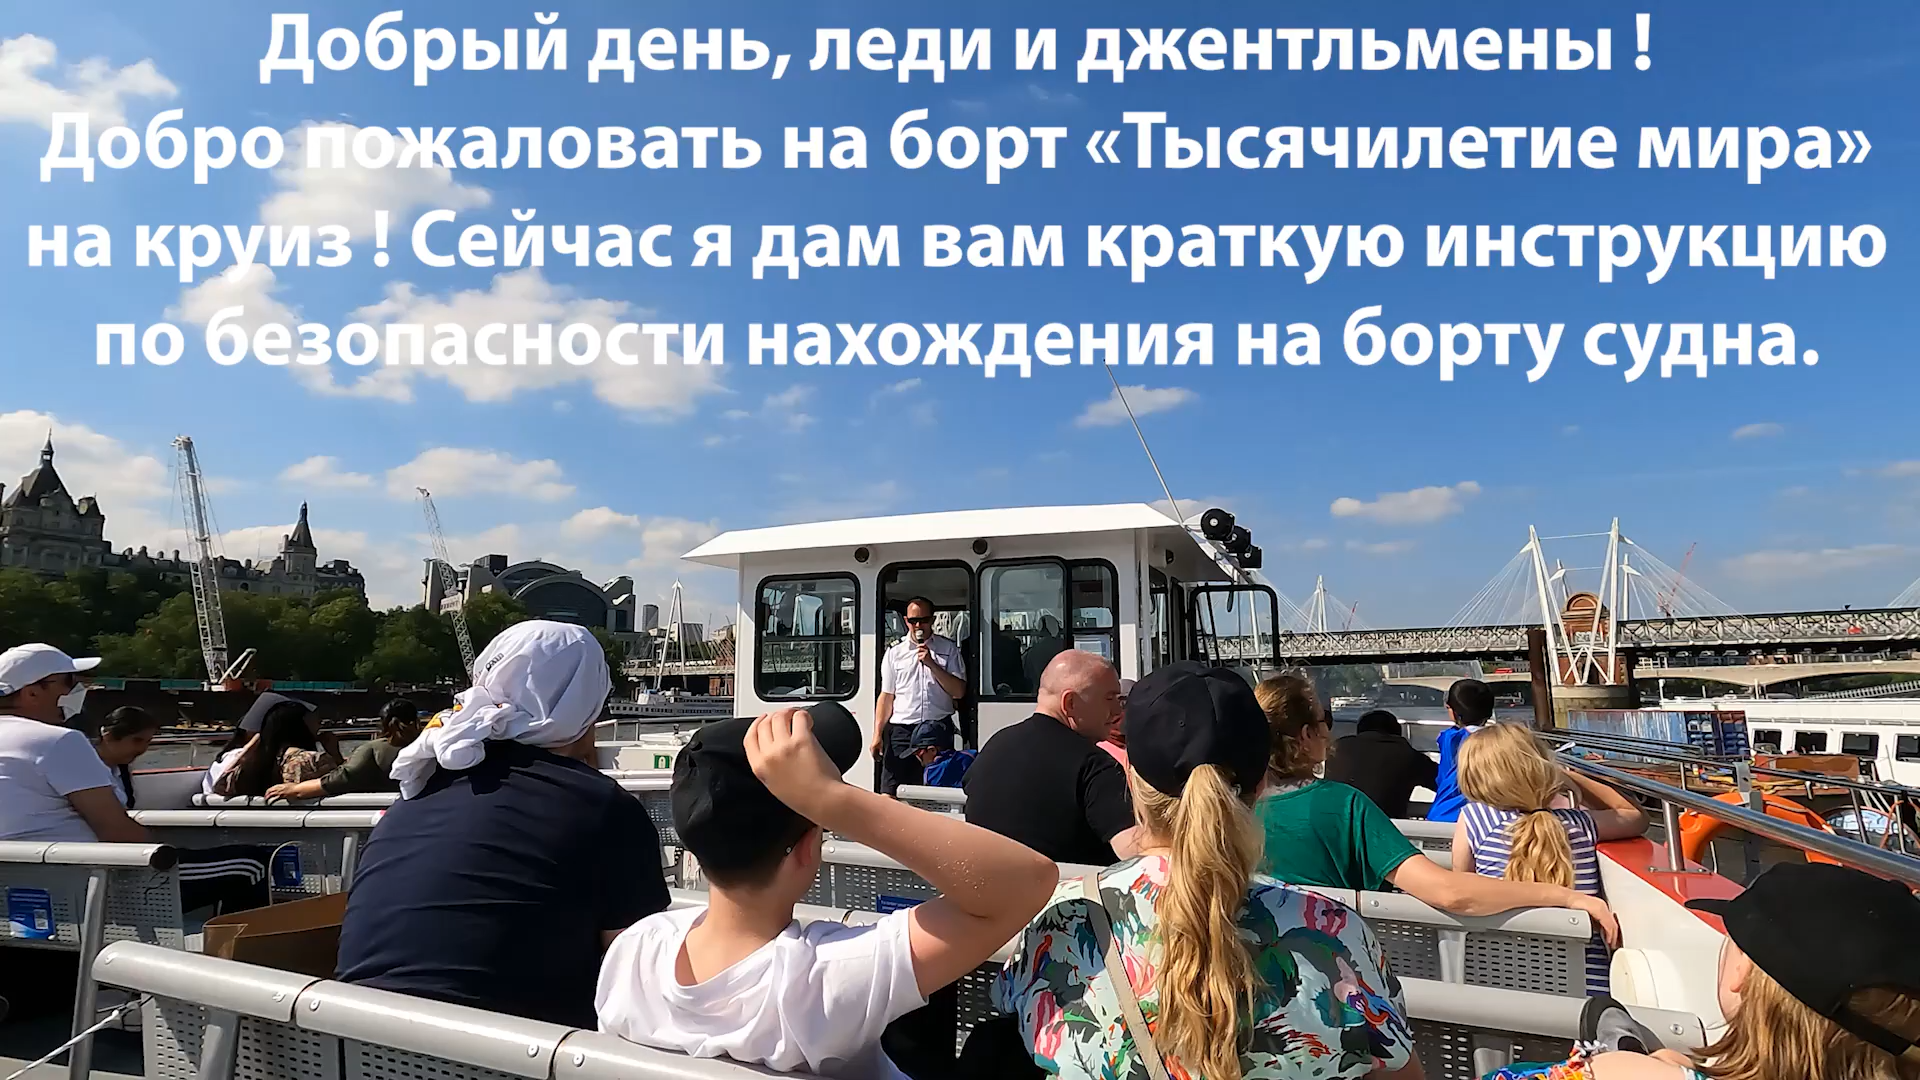 Добрый день, леди и джентльмены !
Добро пожаловать на борт «Тысячилетие мира»
на круиз ! Сейчас я дам вам краткую инструкцию
по безопасности нахождения на борту судна.